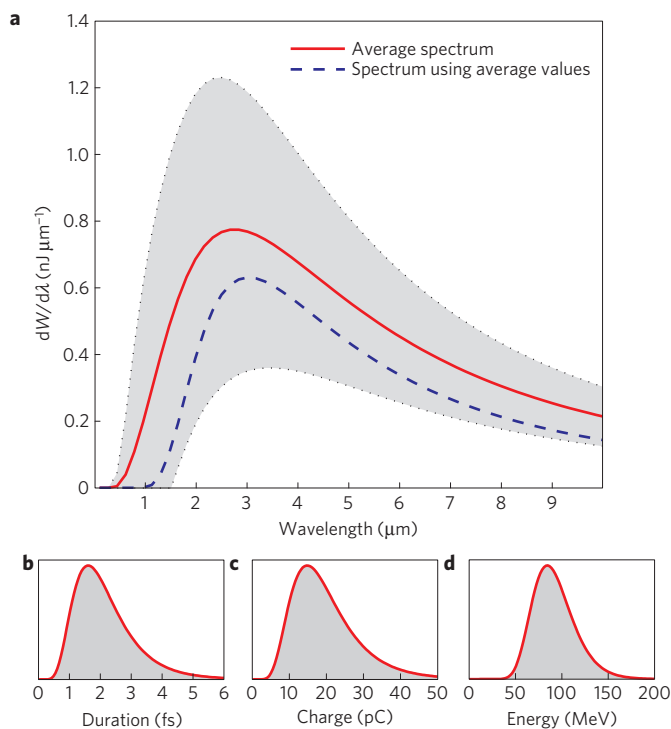 a
1.4
1.2
1.0
0.8
0.6
0.4
0.2
0
dW/dλ (nJ μm⁻¹)
Average spectrum
Spectrum using average values
1 2 3 4 5 6 7 8 9
Wavelength (μm)
b
0 1 2 3 4 5 6
Duration (fs)
c
0 10 20 30 40 50
Charge (pC)
d
0 50 100 150 200
Energy (MeV)